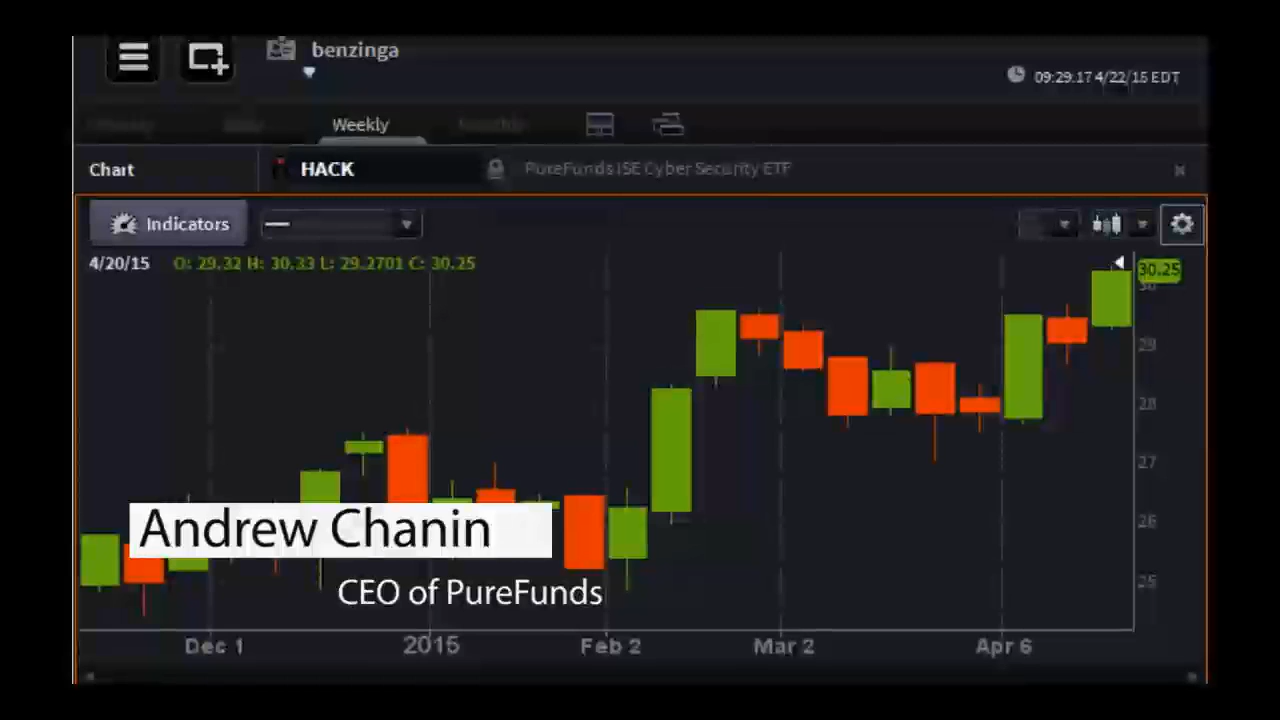 benzinga
09:29:17 4/22/15 EDT
Weekly
Chart
HACK
PureFunds ISE Cyber Security ETF
Indicators
4/20/15 O: 29.32 H: 30.33 L: 29.2701 C: 30.25
30.25
30
29
28
27
26
25
Andrew Chanin
CEO of PureFunds
Dec 1 2015 Feb 2 Mar 2 Apr 6